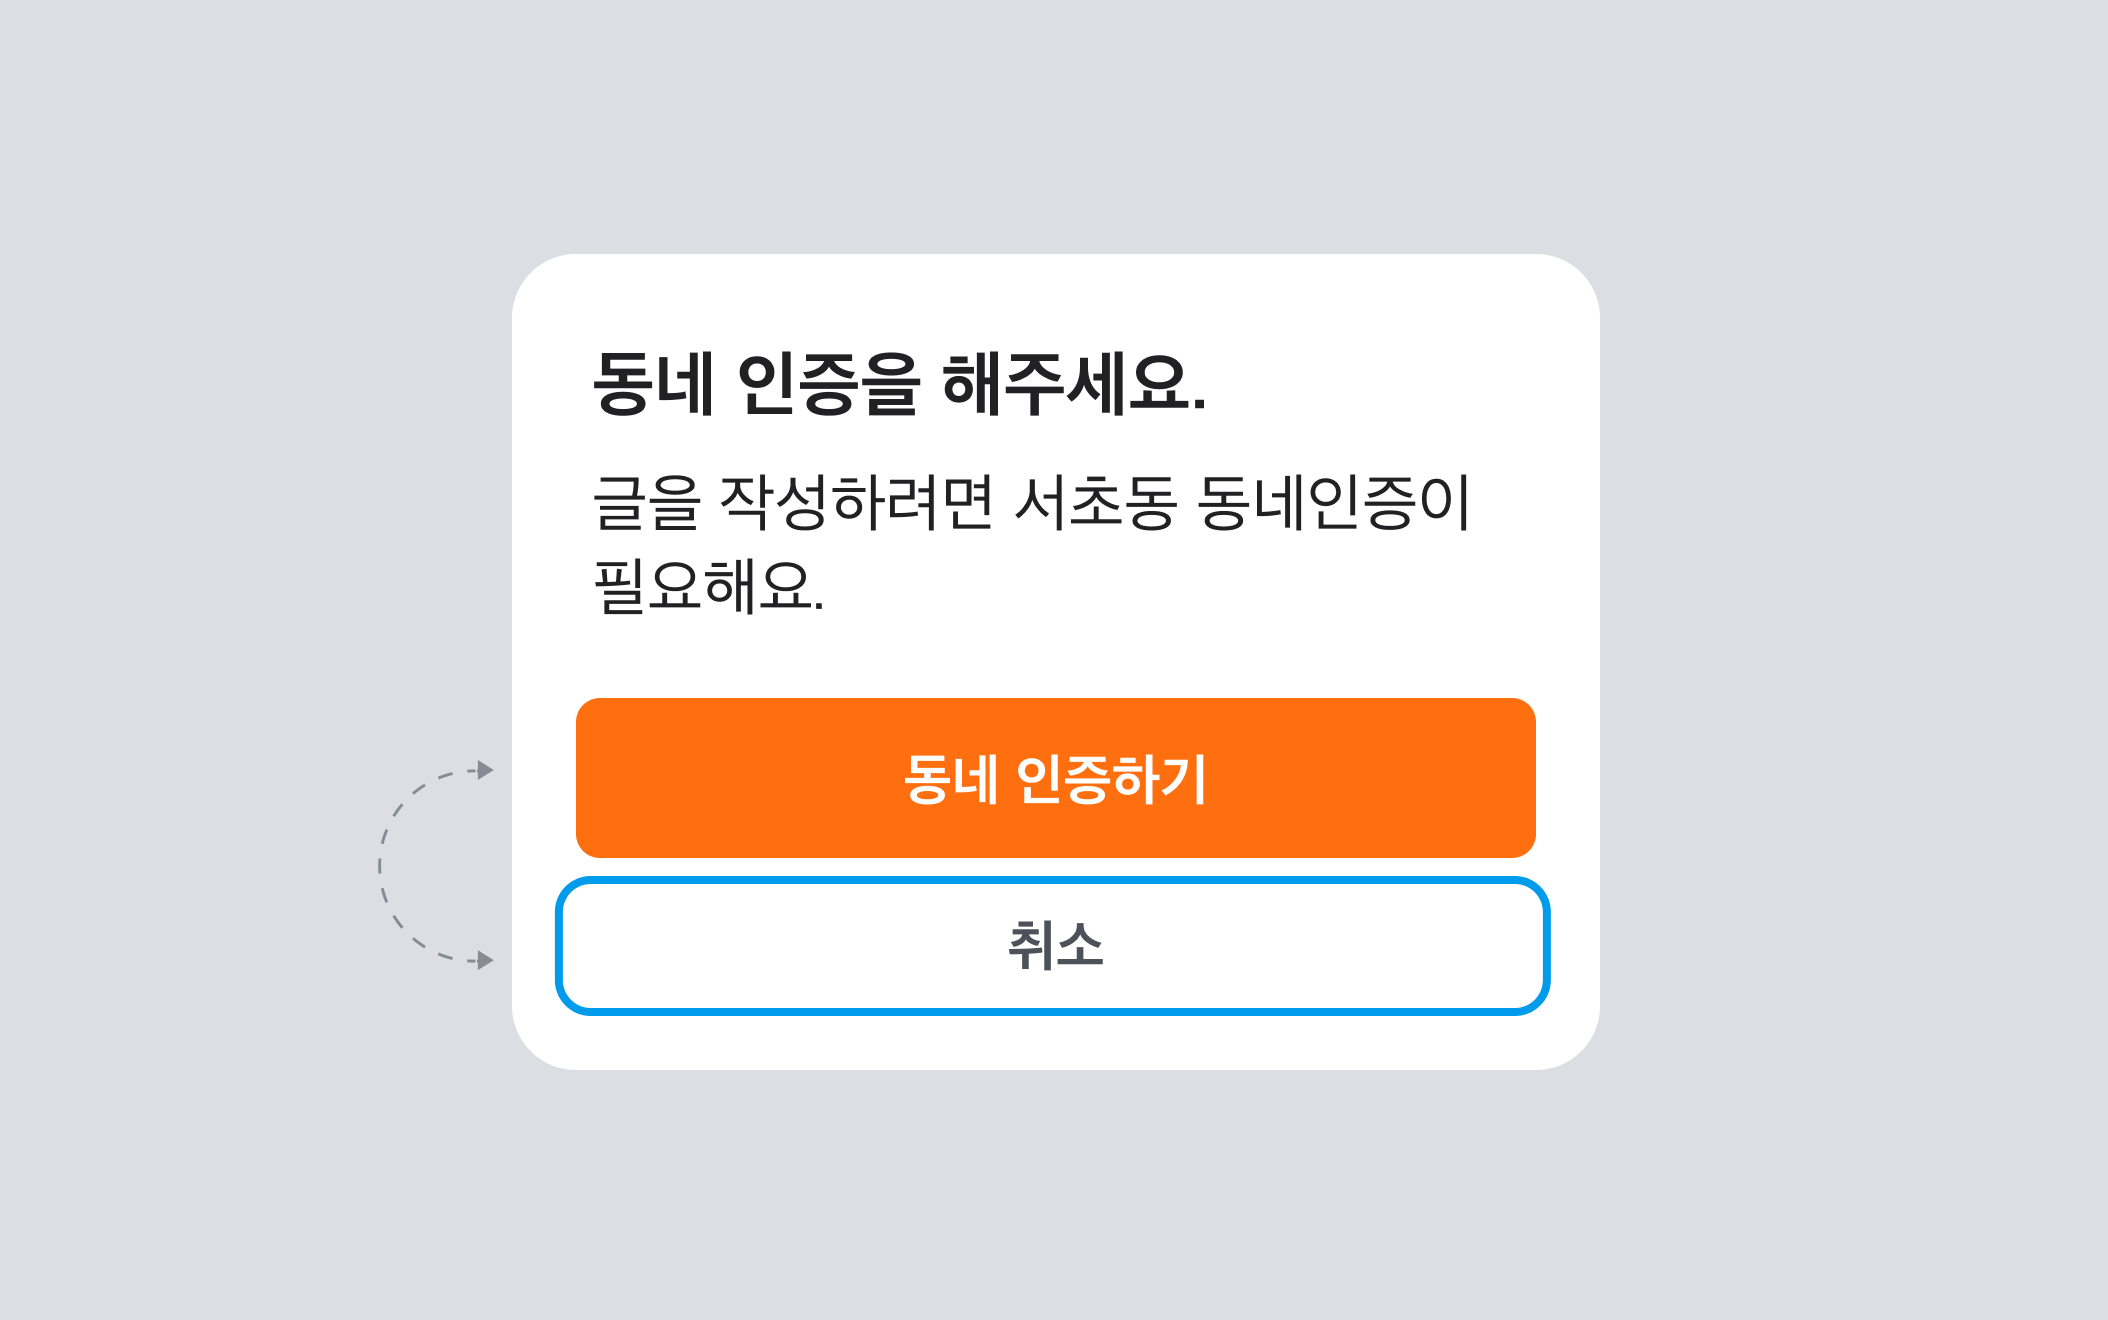 동네 인증을 해주세요.
글을 작성하려면 서초동 동네인증이
필요해요.
동네 인증하기
취소